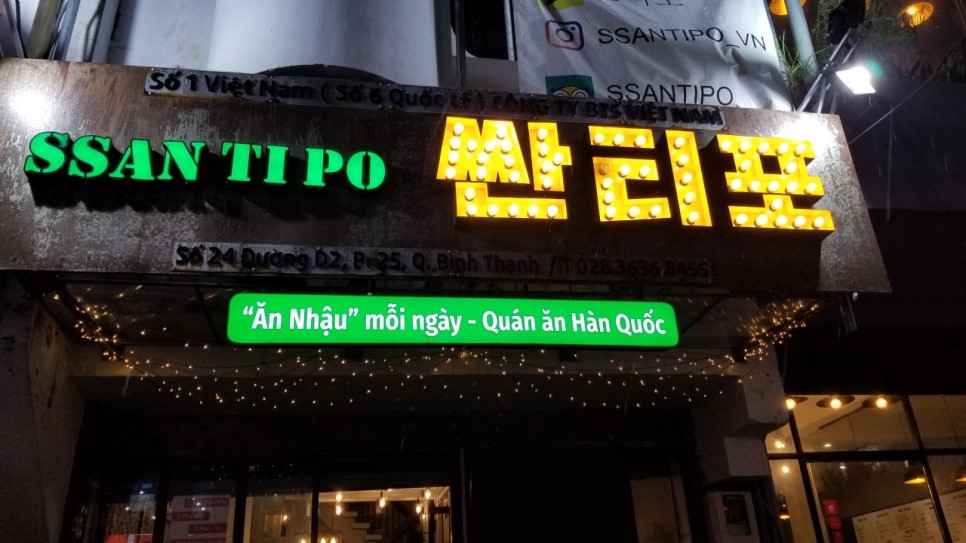 SSANTIPO_VN
SSANTIPO
Số 1 Việt Nam ( Số 6 Quốc tế ) CÔNG TY BTS VIỆT NAM
SSAN TI PO 싼티포
Số 24 Đường D2, P. 25, Q. Bình Thạnh / T 028.3636 8455
“Ăn Nhậu” mỗi ngày - Quán ăn Hàn Quốc